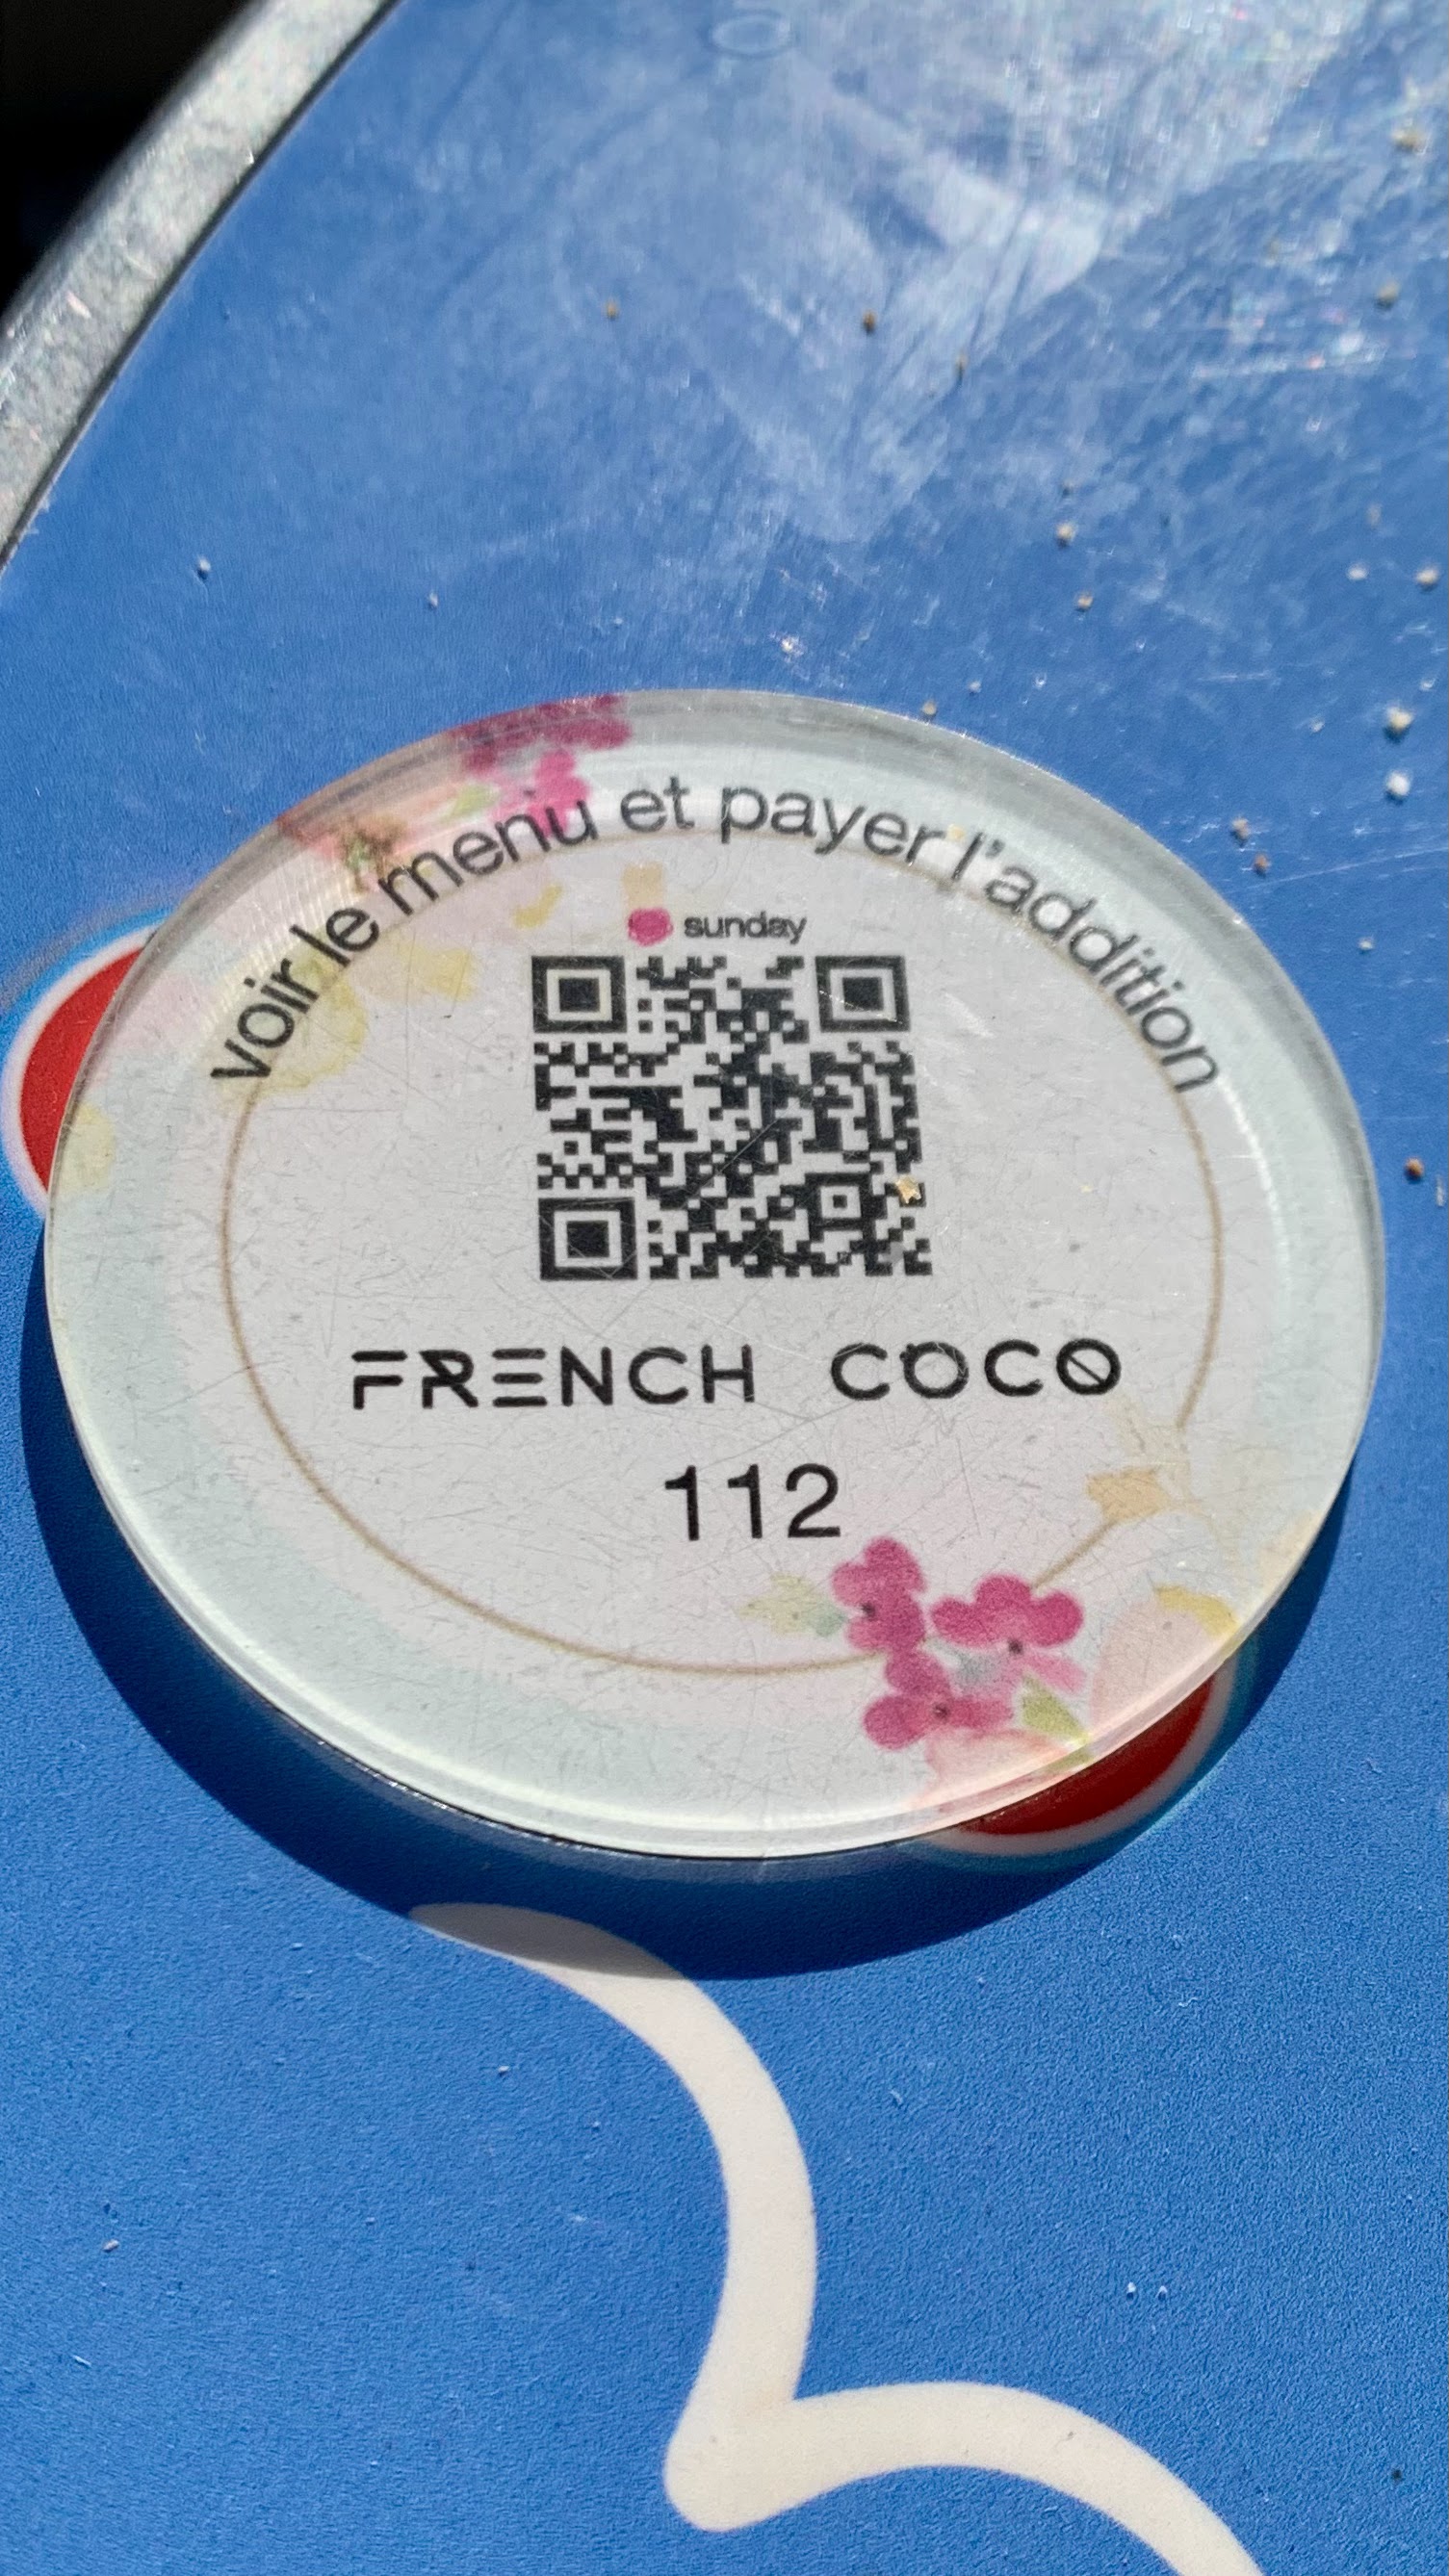 voir le menu et payer l'addition
sunday
FRENCH COCO
112